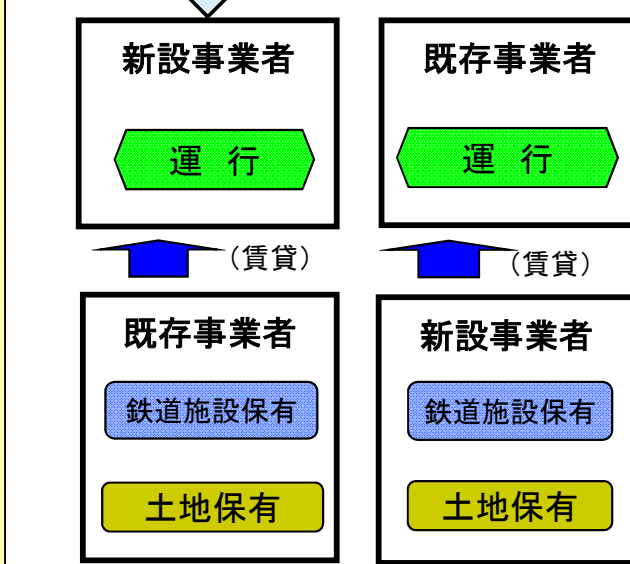 新設事業者
運 行
(賃貸)
既存事業者
鉄道施設保有
土地保有
既存事業者
運 行
(賃貸)
新設事業者
鉄道施設保有
土地保有